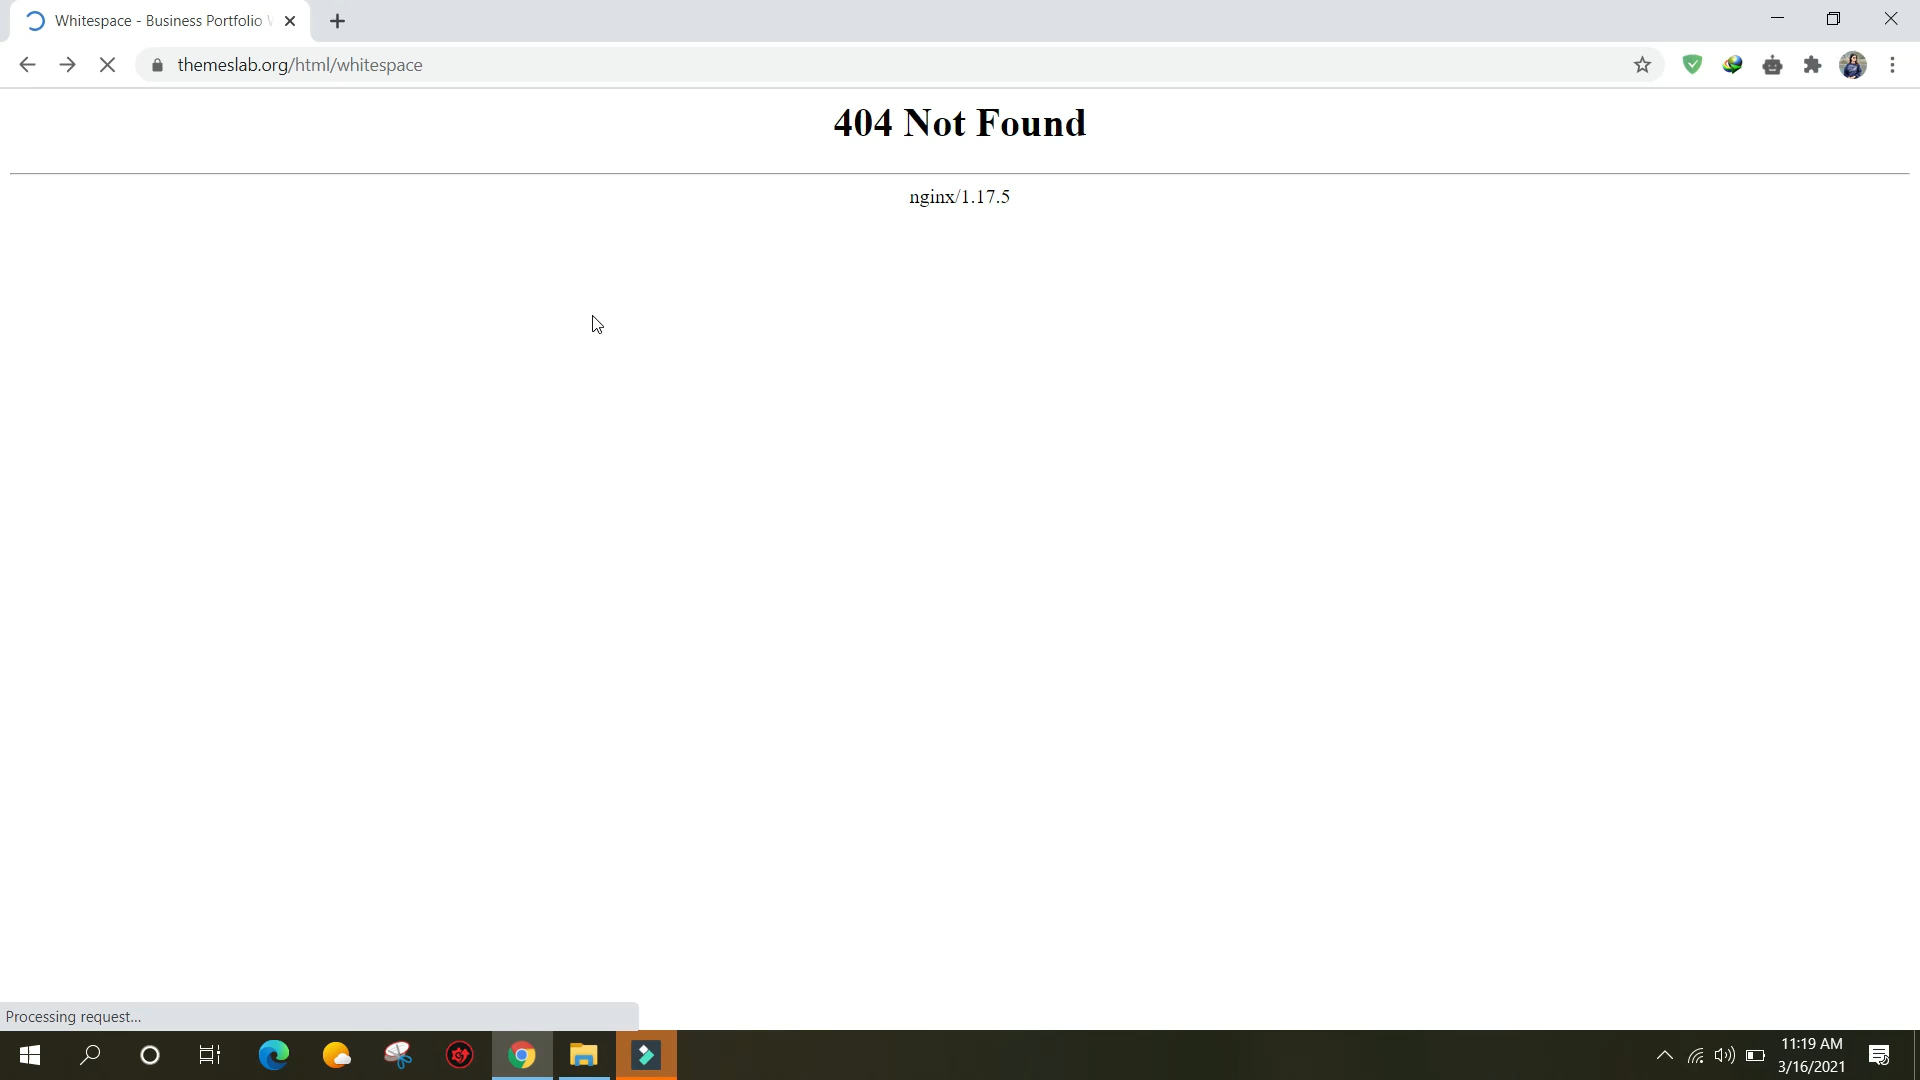 Whitespace - Business Portfolio
themeslab.org/html/whitespace
404 Not Found
nginx/1.17.5
Processing request...
11:19 AM
3/16/2021